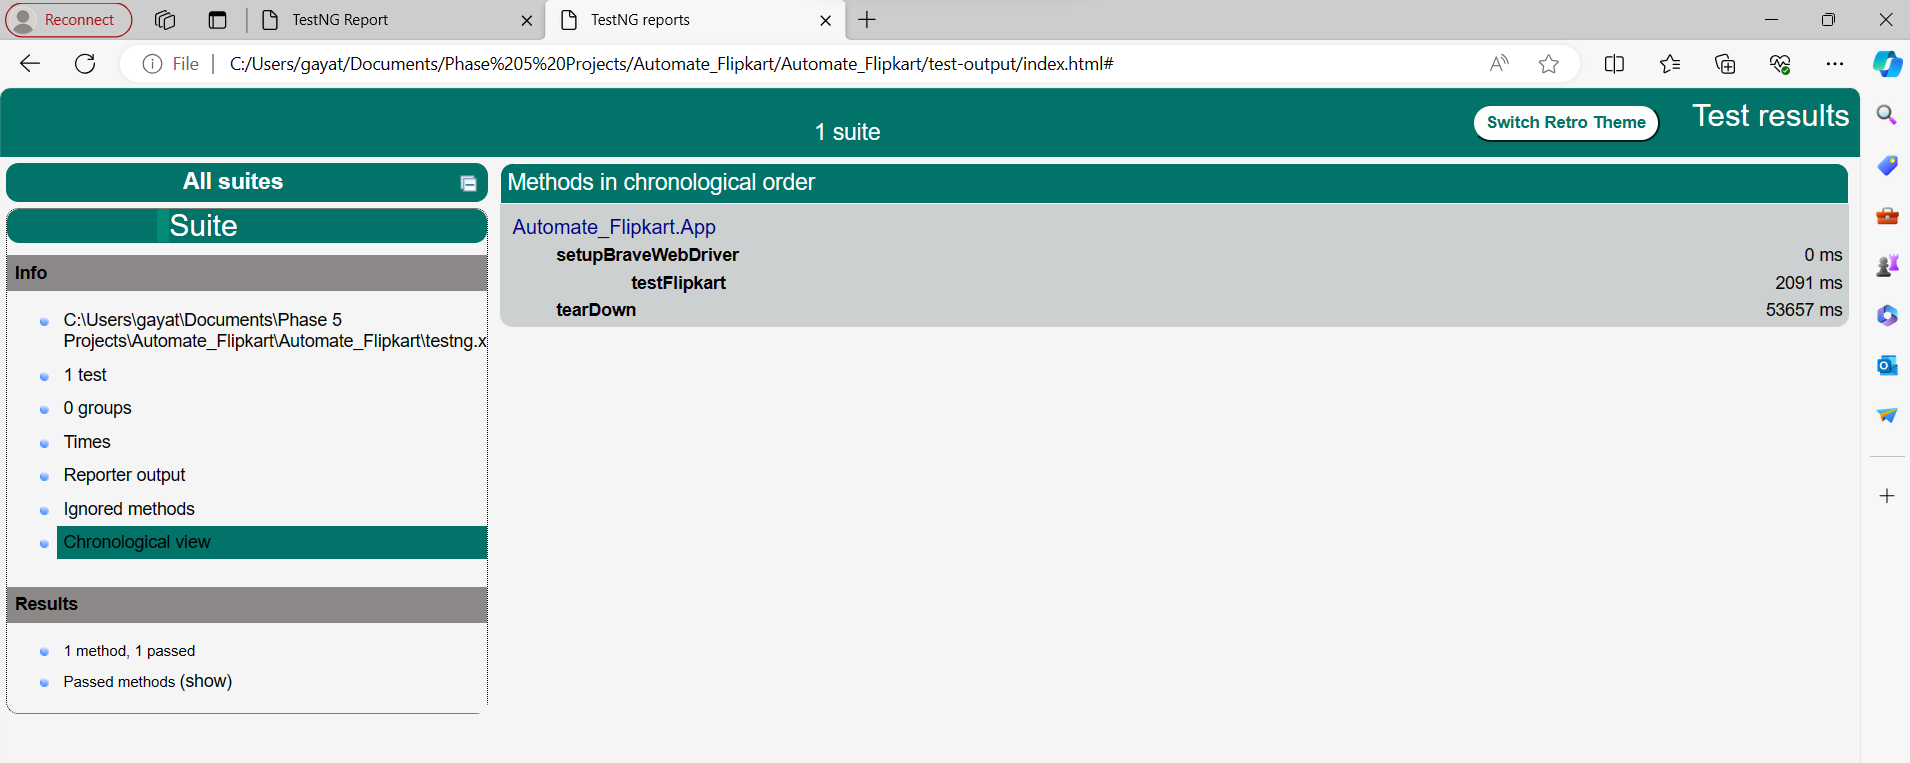 Reconnect
TestNG Report
TestNG reports
File
C:/Users/gayat/Documents/Phase%205%20Projects/Automate_Flipkart/Automate_Flipkart/test-output/index.html#
1 suite
Switch Retro Theme
Test results
All suites
Suite
Info
C:\Users\gayat\Documents\Phase 5
Projects\Automate_Flipkart\Automate_Flipkart\testng.x
1 test
0 groups
Times
Reporter output
Ignored methods
Chronological view
Results
1 method, 1 passed
Passed methods (show)
Methods in chronological order
Automate_Flipkart.App
setupBraveWebDriver 0 ms
testFlipkart 2091 ms
tearDown 53657 ms